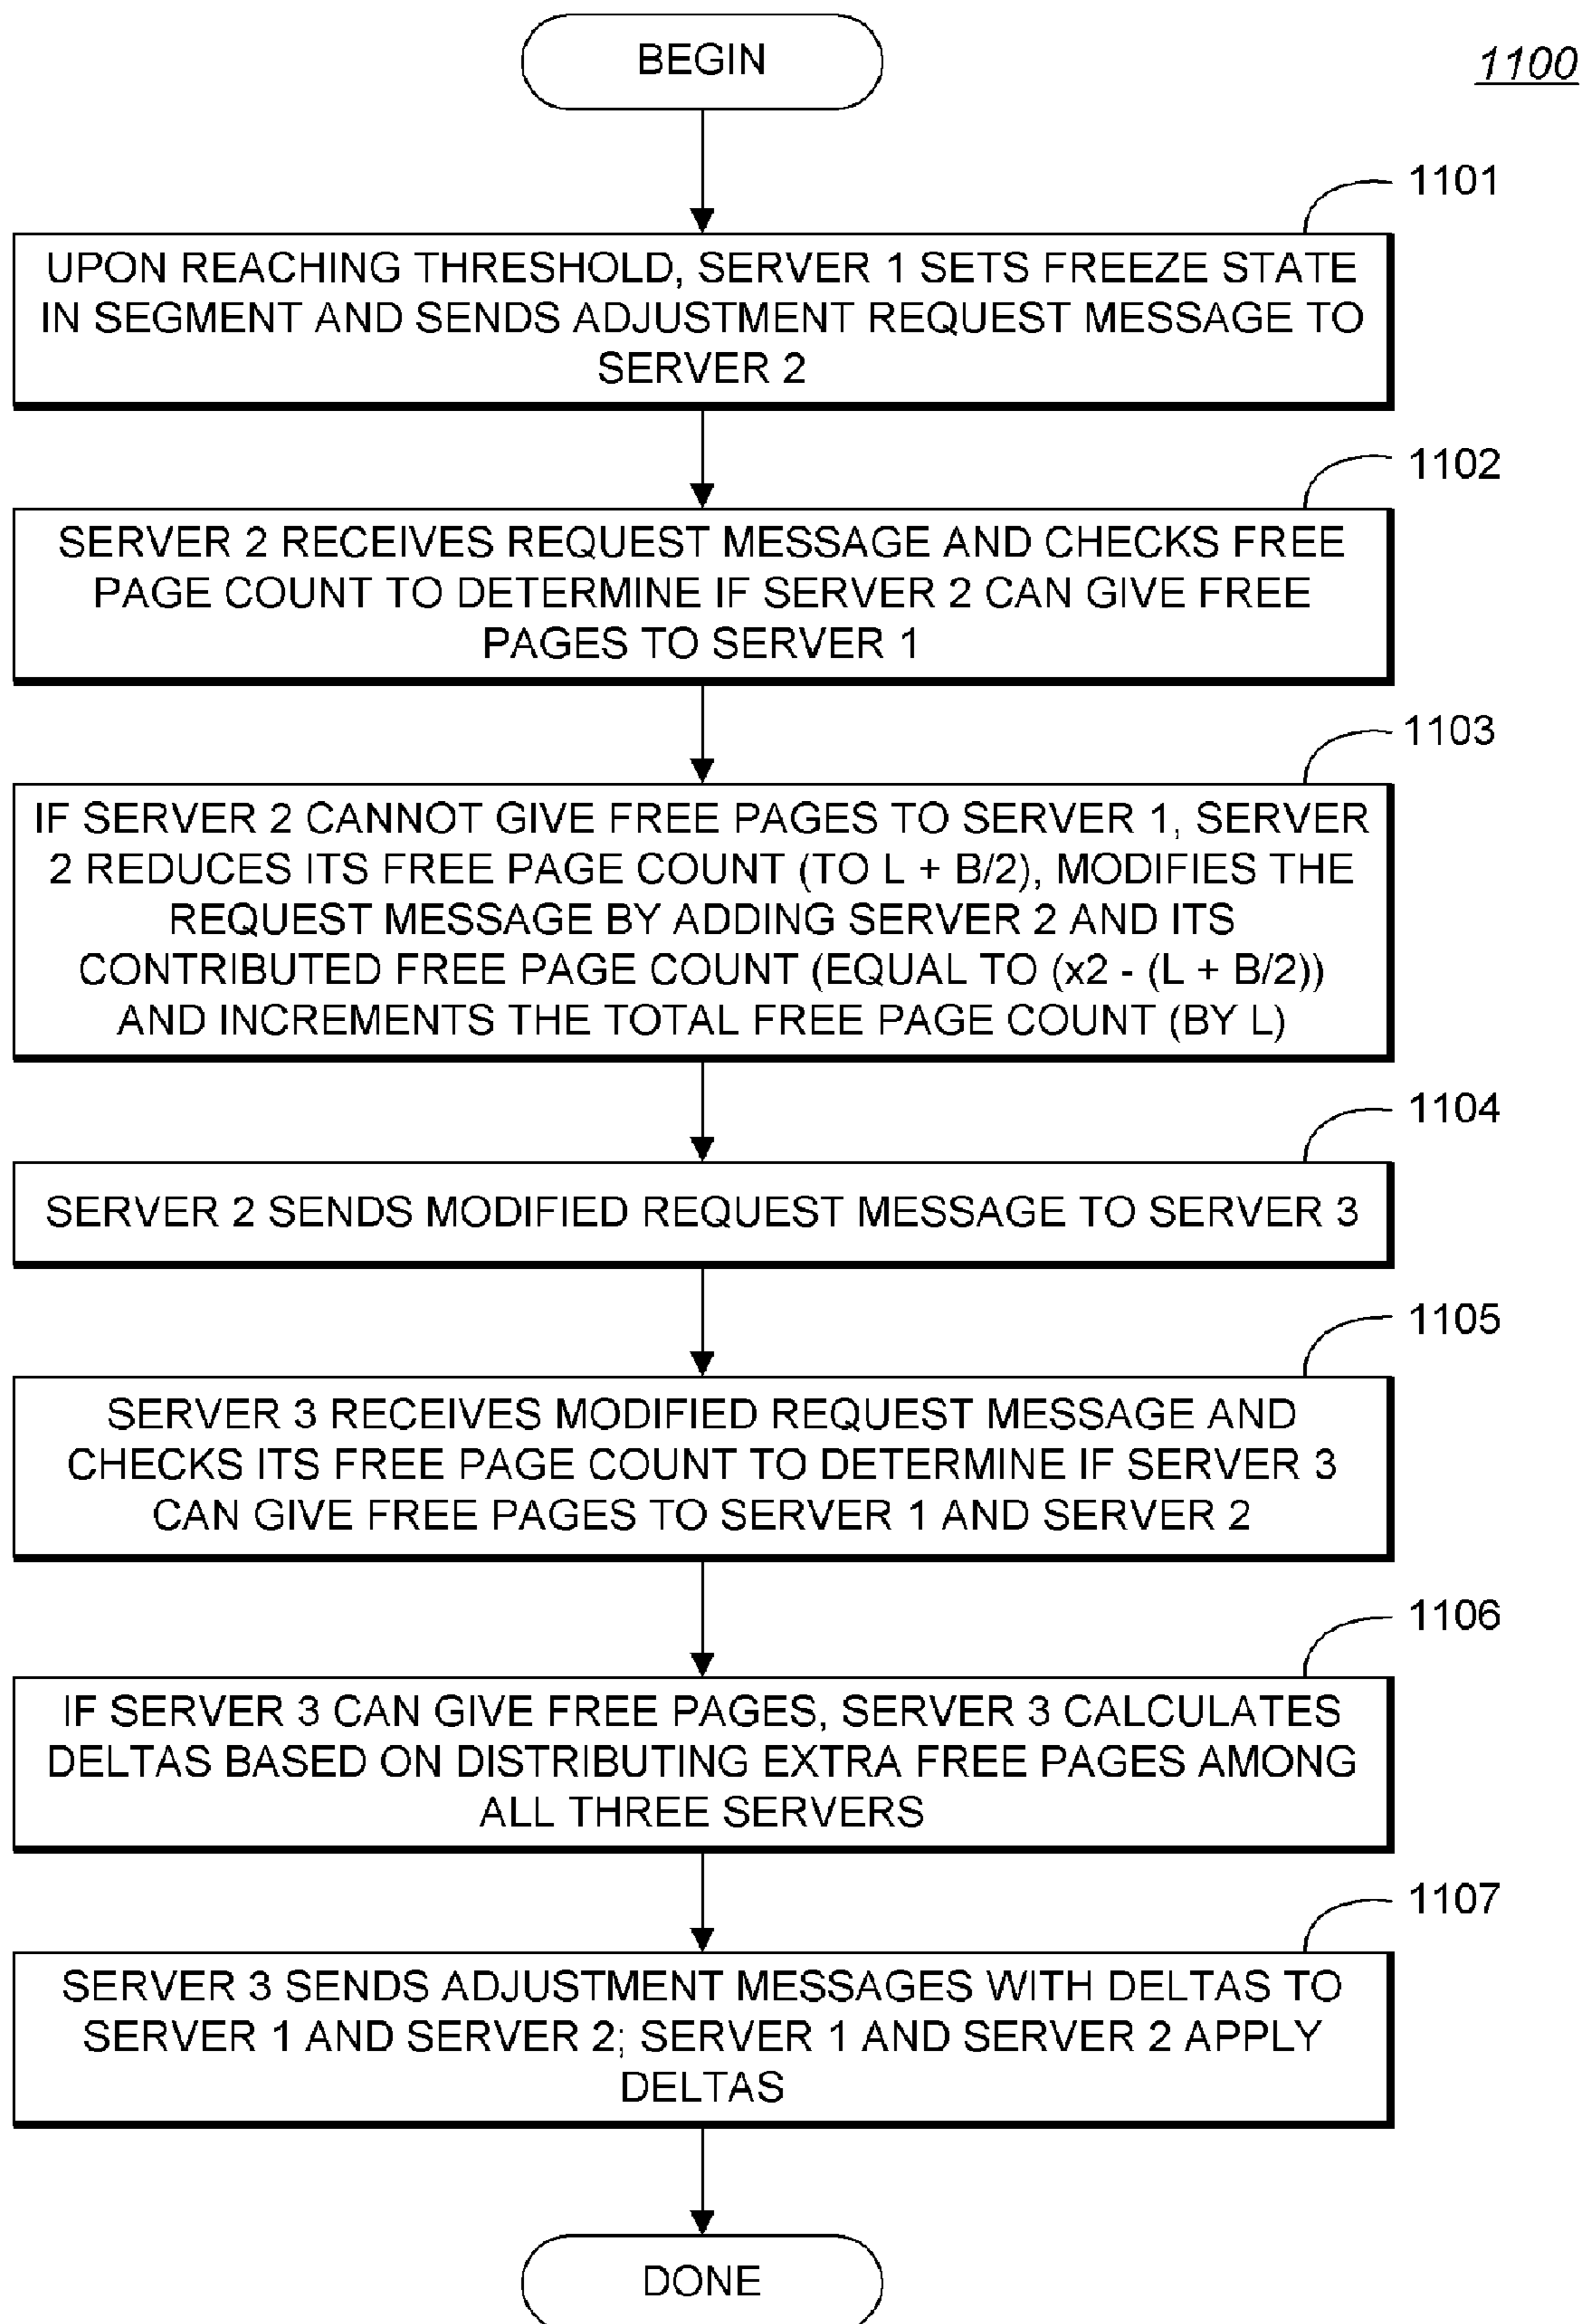 BEGIN
1100
1101
UPON REACHING THRESHOLD, SERVER 1 SETS FREEZE STATE
IN SEGMENT AND SENDS ADJUSTMENT REQUEST MESSAGE TO
SERVER 2
1102
SERVER 2 RECEIVES REQUEST MESSAGE AND CHECKS FREE
PAGE COUNT TO DETERMINE IF SERVER 2 CAN GIVE FREE
PAGES TO SERVER 1
1103
IF SERVER 2 CANNOT GIVE FREE PAGES TO SERVER 1, SERVER
2 REDUCES ITS FREE PAGE COUNT (TO L + B/2), MODIFIES THE
REQUEST MESSAGE BY ADDING SERVER 2 AND ITS
CONTRIBUTED FREE PAGE COUNT (EQUAL TO (x2 - (L + B/2))
AND INCREMENTS THE TOTAL FREE PAGE COUNT (BY L)
1104
SERVER 2 SENDS MODIFIED REQUEST MESSAGE TO SERVER 3
1105
SERVER 3 RECEIVES MODIFIED REQUEST MESSAGE AND
CHECKS ITS FREE PAGE COUNT TO DETERMINE IF SERVER 3
CAN GIVE FREE PAGES TO SERVER 1 AND SERVER 2
1106
IF SERVER 3 CAN GIVE FREE PAGES, SERVER 3 CALCULATES
DELTAS BASED ON DISTRIBUTING EXTRA FREE PAGES AMONG
ALL THREE SERVERS
1107
SERVER 3 SENDS ADJUSTMENT MESSAGES WITH DELTAS TO
SERVER 1 AND SERVER 2; SERVER 1 AND SERVER 2 APPLY
DELTAS
DONE